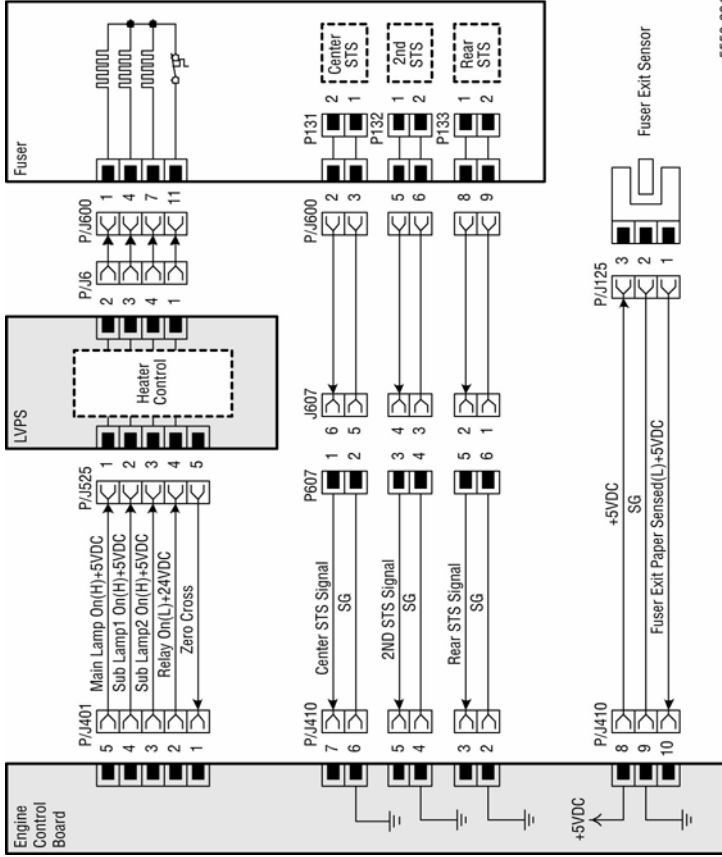 Engine
Control
Board
LVPS
Fuser
P/J401
P/J525
P/J6
P/J600
5 Main Lamp On(H)+5VDC 1 2 1
4 Sub Lamp1 On(H)+5VDC 2 3 4
3 Sub Lamp2 On(H)+5VDC 3 4 7
2 Relay On(L)+24VDC 4 1 11
1 Zero Cross 5
Heater
Control
P/J410
P607
J607
P/J600
P131
7 Center STS Signal 1 6 2 2
6 SG 2 5 3 1
Center
STS
P132
5 2ND STS Signal 3 4 5 1
4 SG 4 3 6 2
2nd
STS
P133
3 Rear STS Signal 5 2 8 1
2 SG 6 1 9 2
Rear
STS
P/J410
P/J125
+5VDC
8 +5VDC 3
9 SG 2
10 Fuser Exit Paper Sensed(L)+5VDC 1
Fuser Exit Sensor